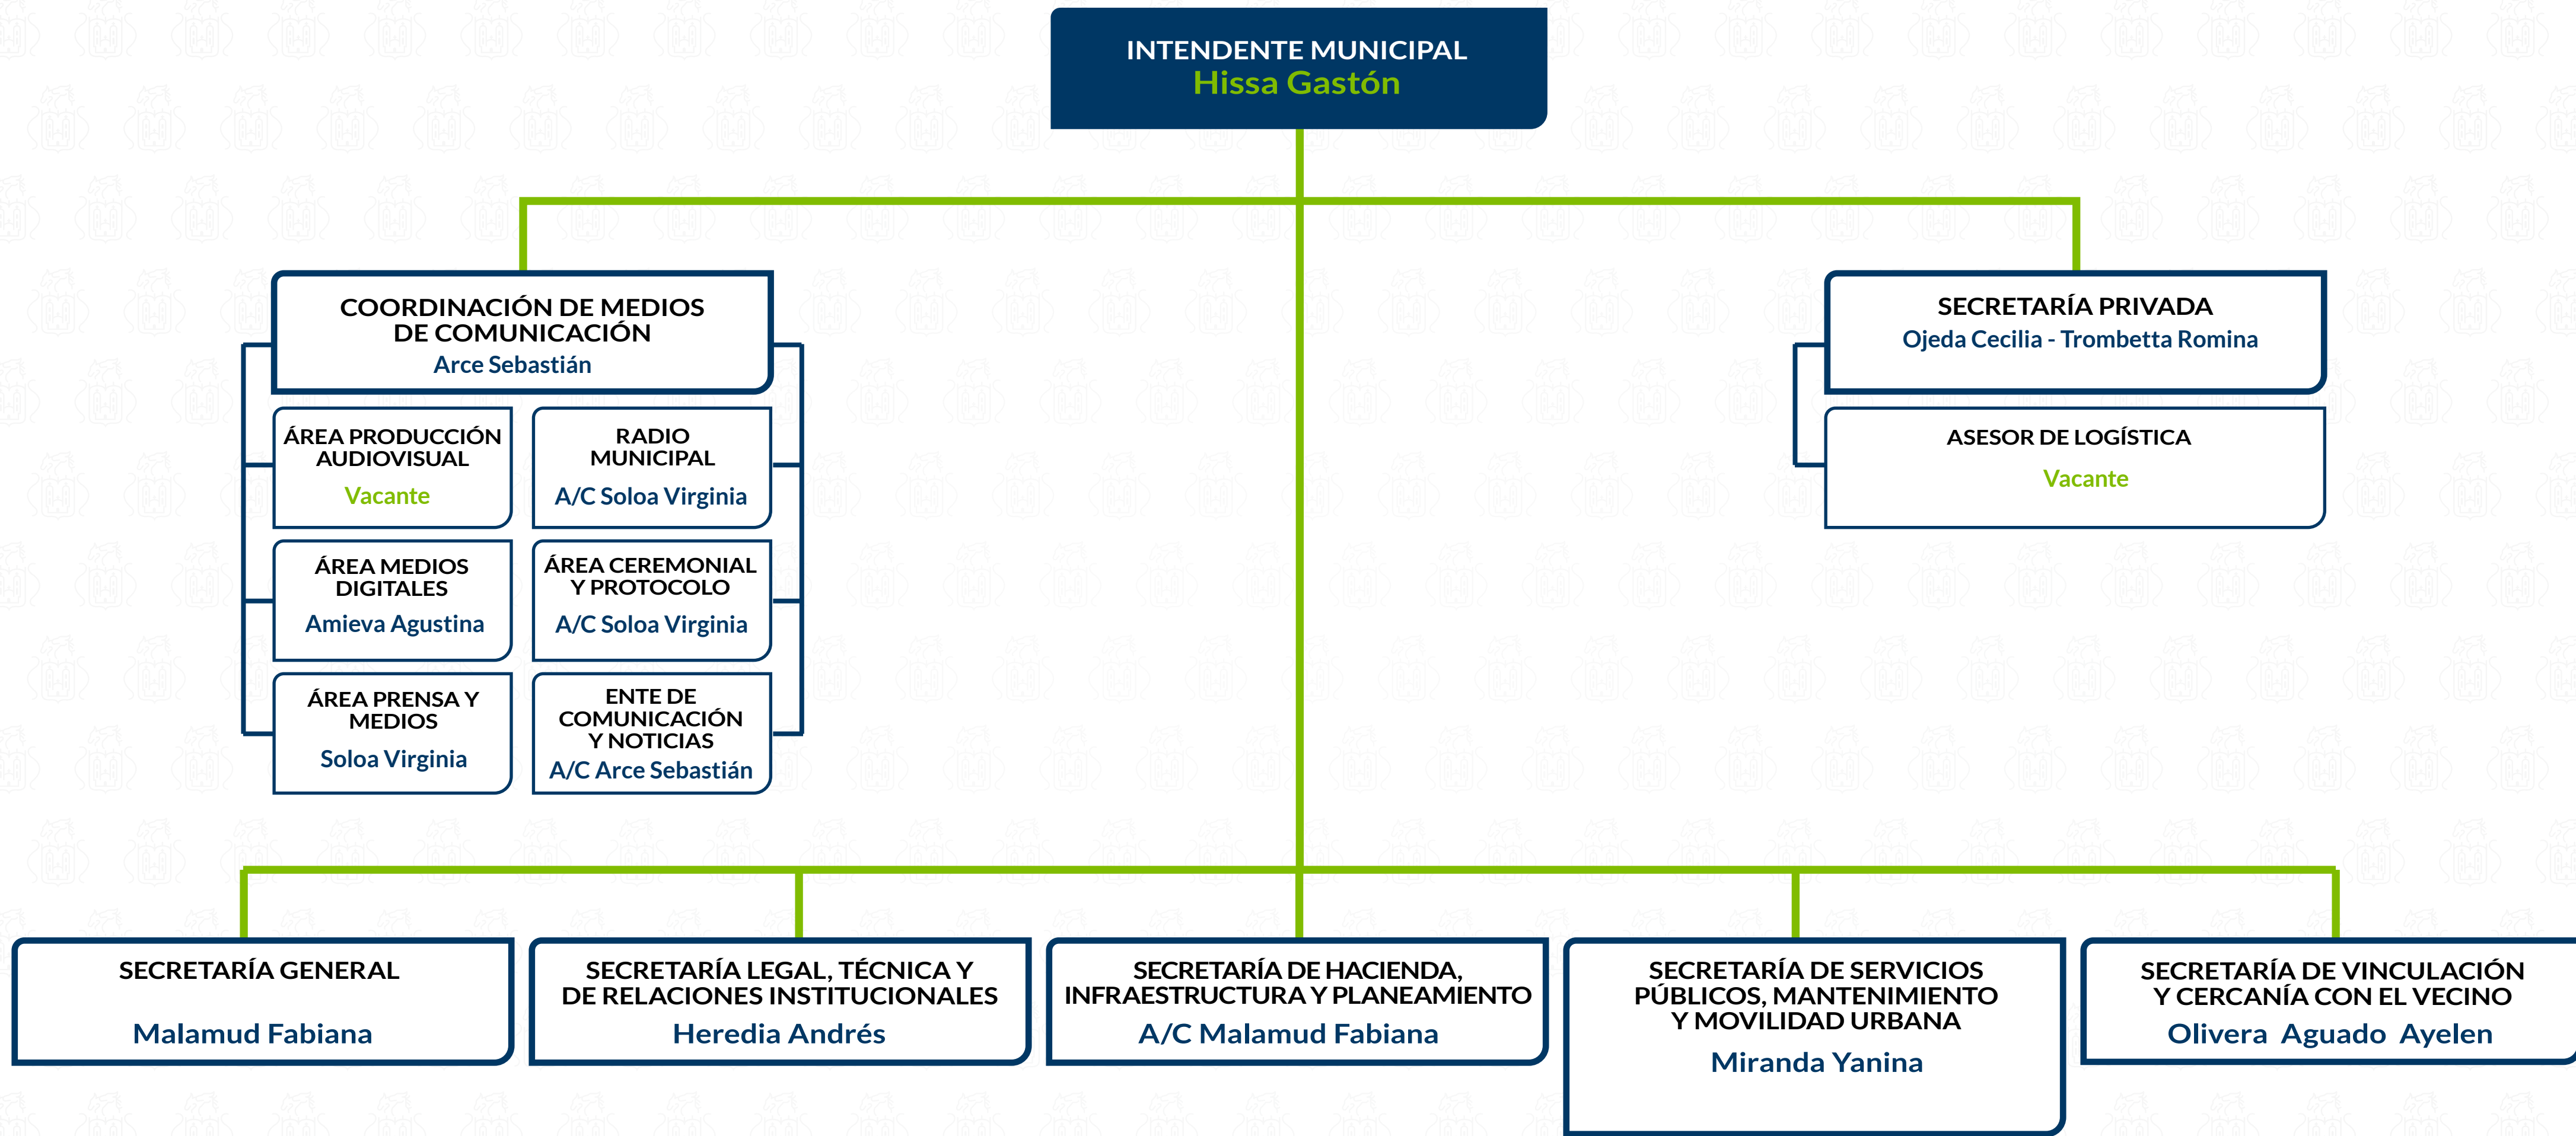 INTENDENTE MUNICIPAL
Hissa Gastón
COORDINACIÓN DE MEDIOS
DE COMUNICACIÓN
Arce Sebastián
ÁREA PRODUCCIÓN
AUDIOVISUAL
Vacante
RADIO
MUNICIPAL
A/C Soloa Virginia
ÁREA MEDIOS
DIGITALES
Amieva Agustina
ÁREA CEREMONIAL
Y PROTOCOLO
A/C Soloa Virginia
ÁREA PRENSA Y
MEDIOS
Soloa Virginia
ENTE DE
COMUNICACIÓN
Y NOTICIAS
A/C Arce Sebastián
SECRETARÍA PRIVADA
Ojeda Cecilia - Trombetta Romina
ASESOR DE LOGÍSTICA
Vacante
SECRETARÍA GENERAL
Malamud Fabiana
SECRETARÍA LEGAL, TÉCNICA Y
DE RELACIONES INSTITUCIONALES
Heredia Andrés
SECRETARÍA DE HACIENDA,
INFRAESTRUCTURA Y PLANEAMIENTO
A/C Malamud Fabiana
SECRETARÍA DE SERVICIOS
PÚBLICOS, MANTENIMIENTO
Y MOVILIDAD URBANA
Miranda Yanina
SECRETARÍA DE VINCULACIÓN
Y CERCANÍA CON EL VECINO
Olivera Aguado Ayelen